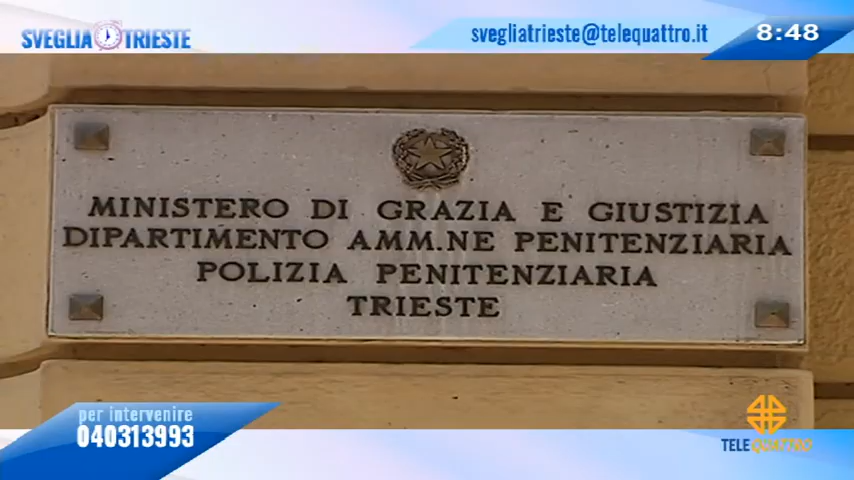 SVEGLIA TRIESTE
svegliatrieste@telequattro.it
8:48
MINISTERO DI GRAZIA E GIUSTIZIA
DIPARTIMENTO AMM.NE PENITENZIARIA
POLIZIA PENITENZIARIA
TRIESTE
per intervenire
040313993
TELEQUATTRO